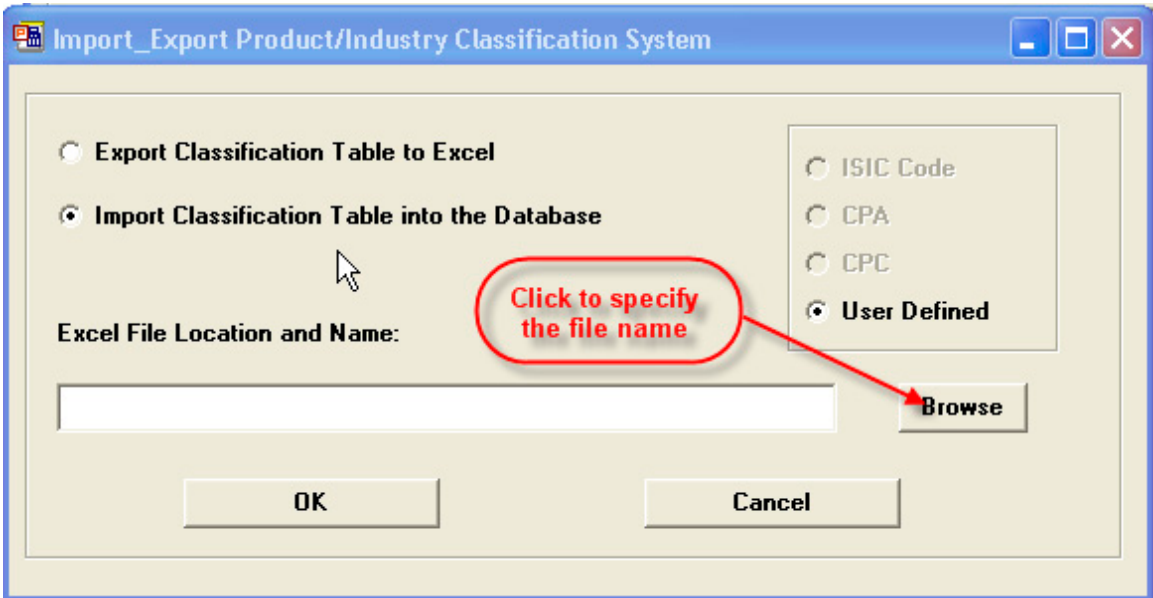 Import_Export Product/Industry Classification System
Export Classification Table to Excel
Import Classification Table into the Database
ISIC Code
CPA
CPC
User Defined
Click to specify
the file name
Excel File Location and Name:
Browse
OK
Cancel